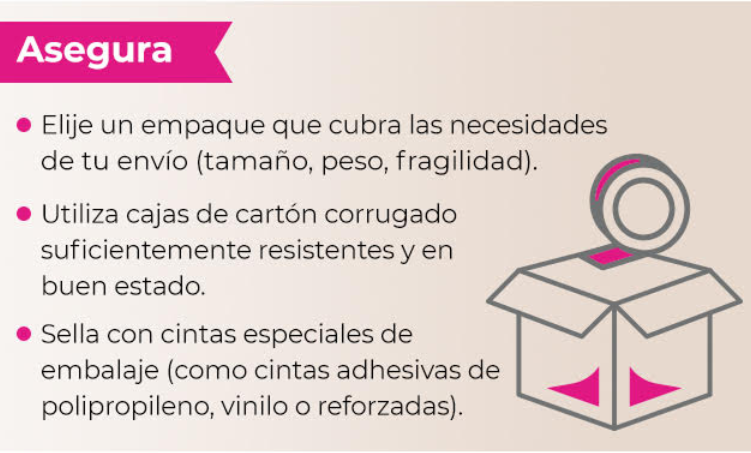 Asegura
• Elije un empaque que cubra las necesidades
de tu envío (tamaño, peso, fragilidad).
• Utiliza cajas de cartón corrugado
suficientemente resistentes y en
buen estado.
• Sella con cintas especiales de
embalaje (como cintas adhesivas de
polipropileno, vinilo o reforzadas).